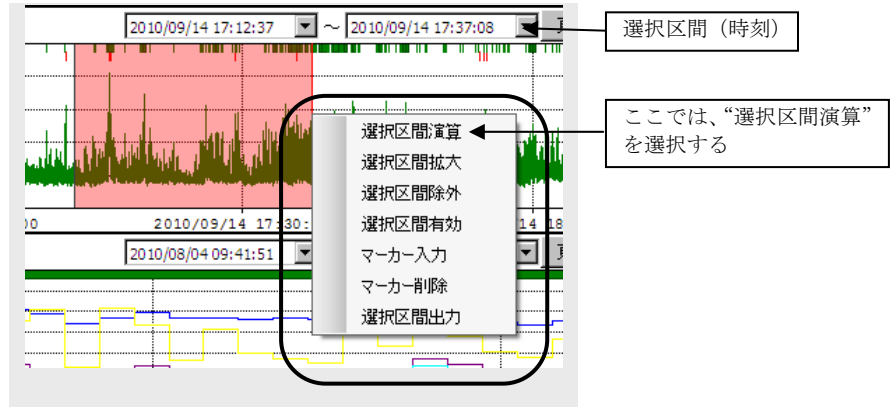 2010/09/14 17:12:37 ～ 2010/09/14 17:37:08
選択区間（時刻）
ここでは、“選択区間演算”
を選択する
選択区間演算
選択区間拡大
選択区間除外
選択区間有効
マーカー入力
マーカー削除
選択区間出力
2010/09/14 17:30:
2010/08/04 09:41:51